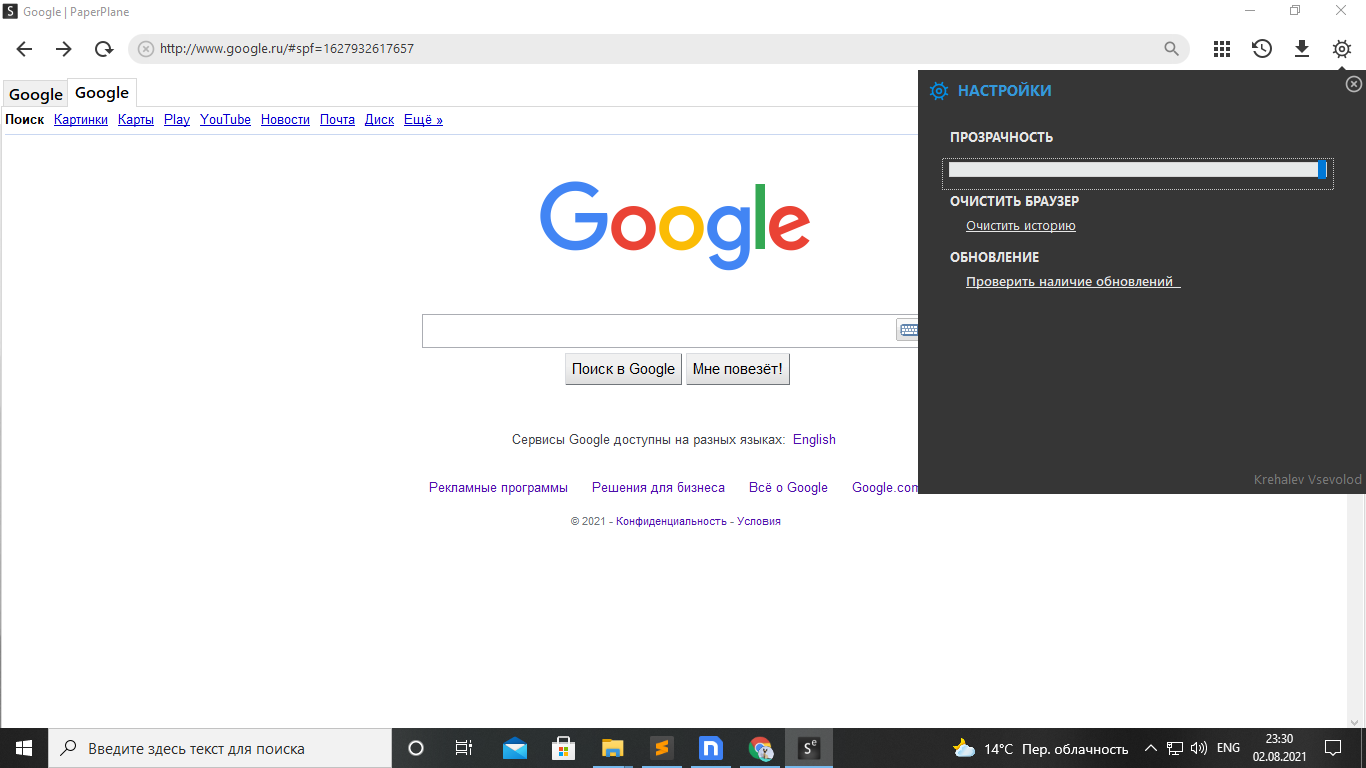 S Google | PaperPlane
http://www.google.ru/#spf=1627932617657
Google Google
Поиск Картинки Карты Play YouTube Новости Почта Диск Ещё »
НАСТРОЙКИ
ПРОЗРАЧНОСТЬ
ОЧИСТИТЬ БРАУЗЕР
Очистить историю
ОБНОВЛЕНИЕ
Проверить наличие обновлений
Krehalev Vsevolod
Google
Поиск в Google Мне повезёт!
Сервисы Google доступны на разных языках: English
Рекламные программы Решения для бизнеса Всё о Google Google.com
© 2021 - Конфиденциальность - Условия
Введите здесь текст для поиска
Se
14°C Пер. облачность
ENG
23:30
02.08.2021